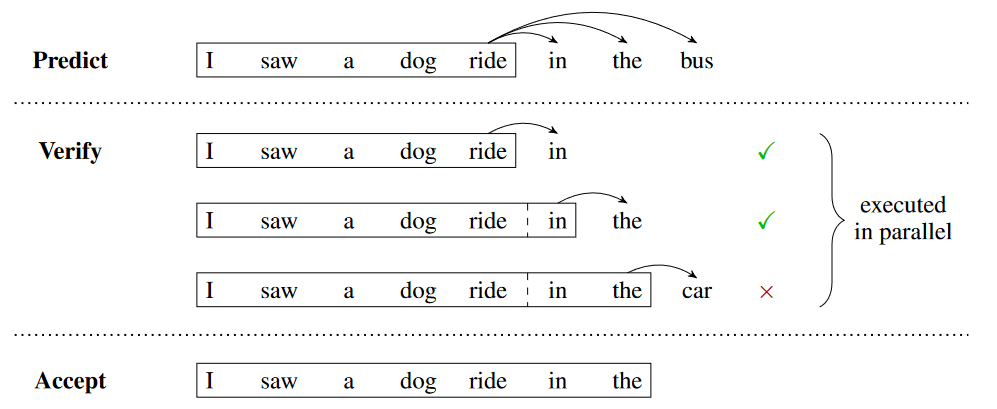 Predict I saw a dog ride in the bus
Verify I saw a dog ride in ✓
I saw a dog ride in the ✓
executed
in parallel
I saw a dog ride in the car ×
Accept I saw a dog ride in the